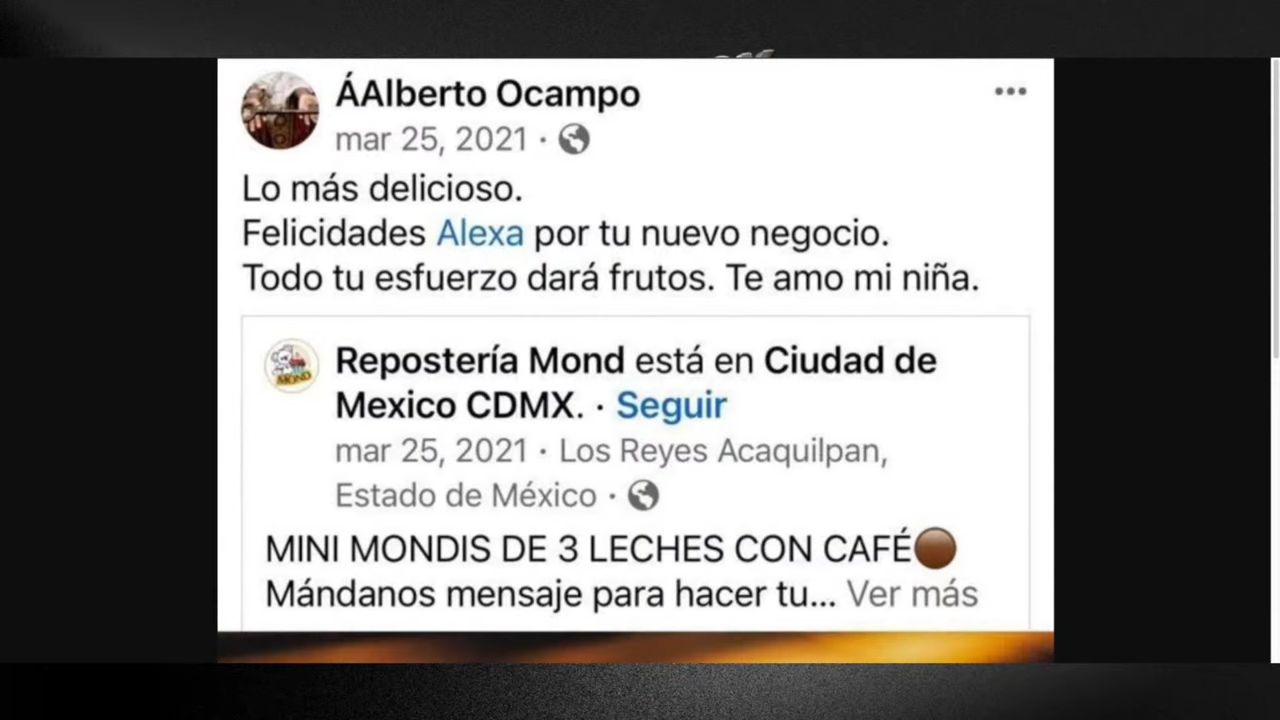 ÁAlberto Ocampo
mar 25, 2021 ·
Lo más delicioso.
Felicidades Alexa por tu nuevo negocio.
Todo tu esfuerzo dará frutos. Te amo mi niña.
MOND
Repostería Mond está en Ciudad de
Mexico CDMX. · Seguir
mar 25, 2021 · Los Reyes Acaquilpan,
Estado de México ·
MINI MONDIS DE 3 LECHES CON CAFÉ
Mándanos mensaje para hacer tu... Ver más